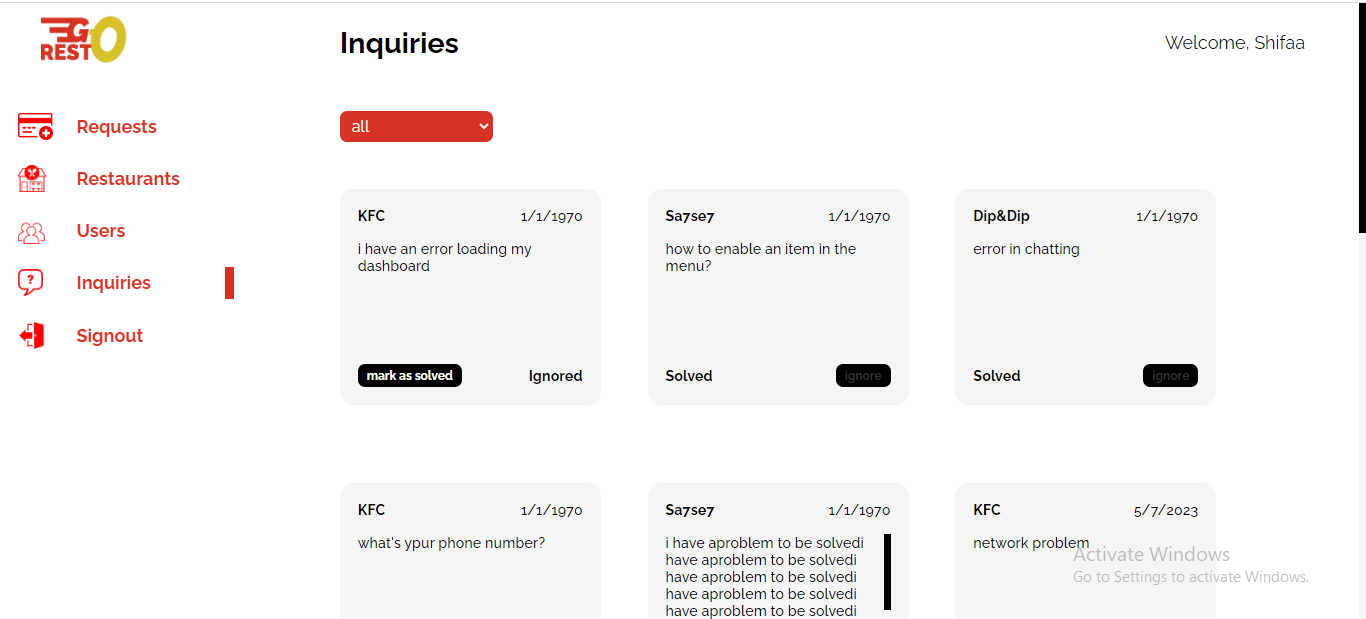 GO
REST
Inquiries
Welcome, Shifaa
Requests
Restaurants
Users
Inquiries
Signout
all
KFC 1/1/1970
i have an error loading my
dashboard
mark as solved Ignored
Sa7se7 1/1/1970
how to enable an item in the
menu?
Solved ignore
Dip&Dip 1/1/1970
error in chatting
Solved ignore
KFC 1/1/1970
what's ypur phone number?
Sa7se7 1/1/1970
i have aproblem to be solvedi
have aproblem to be solvedi
have aproblem to be solvedi
have aproblem to be solvedi
have aproblem to be solvedi
KFC 5/7/2023
network problem
Activate Windows
Go to Settings to activate Windows.